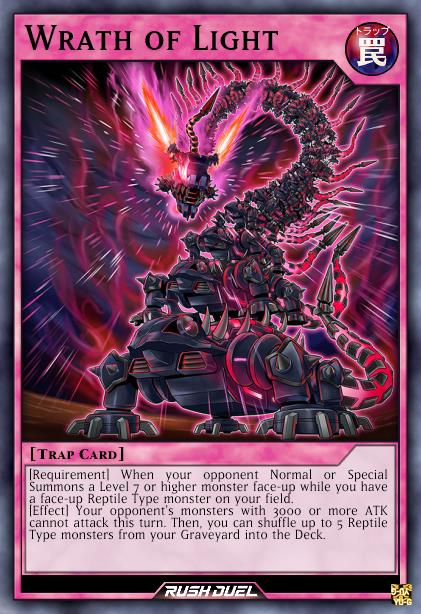 Wrath of Light
トラップ
罠
[Trap Card]
[Requirement] When your opponent Normal or Special
Summons a Level 7 or higher monster face-up while you have
a face-up Reptile Type monster on your field.
[Effect] Your opponent's monsters with 3000 or more ATK
cannot attack this turn. Then, you can shuffle up to 5 Reptile
Type monsters from your Graveyard into the Deck.
RUSH DUEL